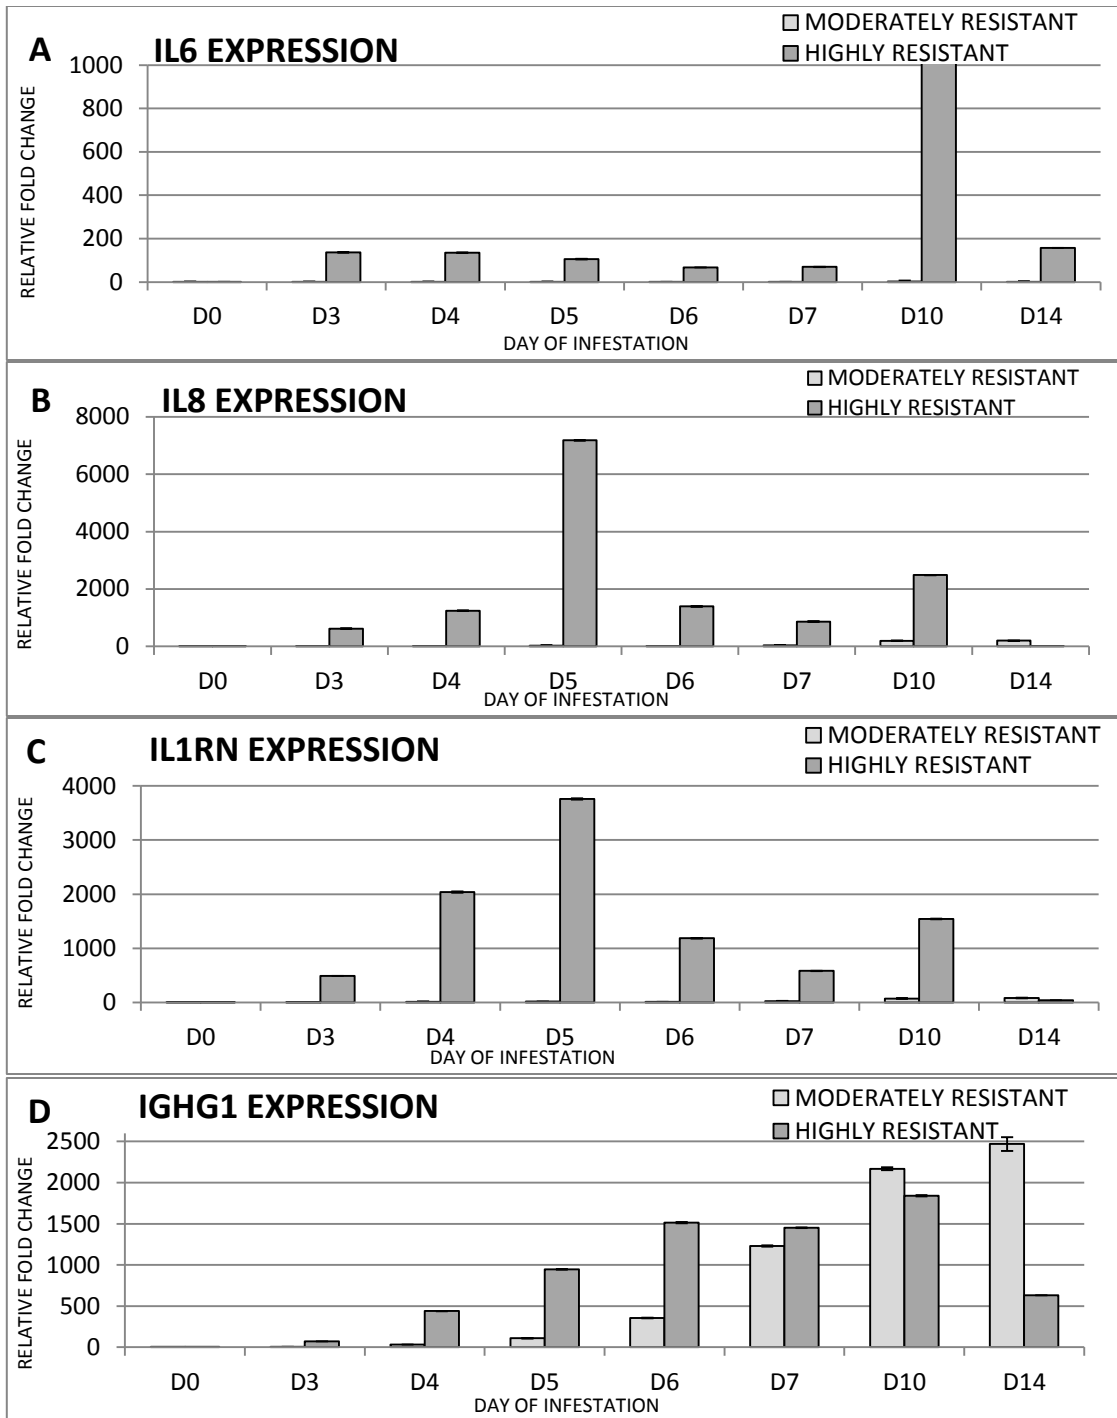 A
IL6 EXPRESSION
MODERATELY RESISTANT
HIGHLY RESISTANT
RELATIVE FOLD CHANGE
1000
800
600
400
200
0
D0 D3 D4 D5 D6 D7 D10 D14
DAY OF INFESTATION
B
IL8 EXPRESSION
MODERATELY RESISTANT
HIGHLY RESISTANT
RELATIVE FOLD CHANGE
8000
6000
4000
2000
0
D0 D3 D4 D5 D6 D7 D10 D14
DAY OF INFESTATION
C
IL1RN EXPRESSION
MODERATELY RESISTANT
HIGHLY RESISTANT
RELATIVE FOLD CHANGE
4000
3000
2000
1000
0
D0 D3 D4 D5 D6 D7 D10 D14
DAY OF INFESTATION
D
IGHG1 EXPRESSION
MODERATELY RESISTANT
HIGHLY RESISTANT
RELATIVE FOLD CHANGE
2500
2000
1500
1000
500
0
D0 D3 D4 D5 D6 D7 D10 D14
DAY OF INFESTATION